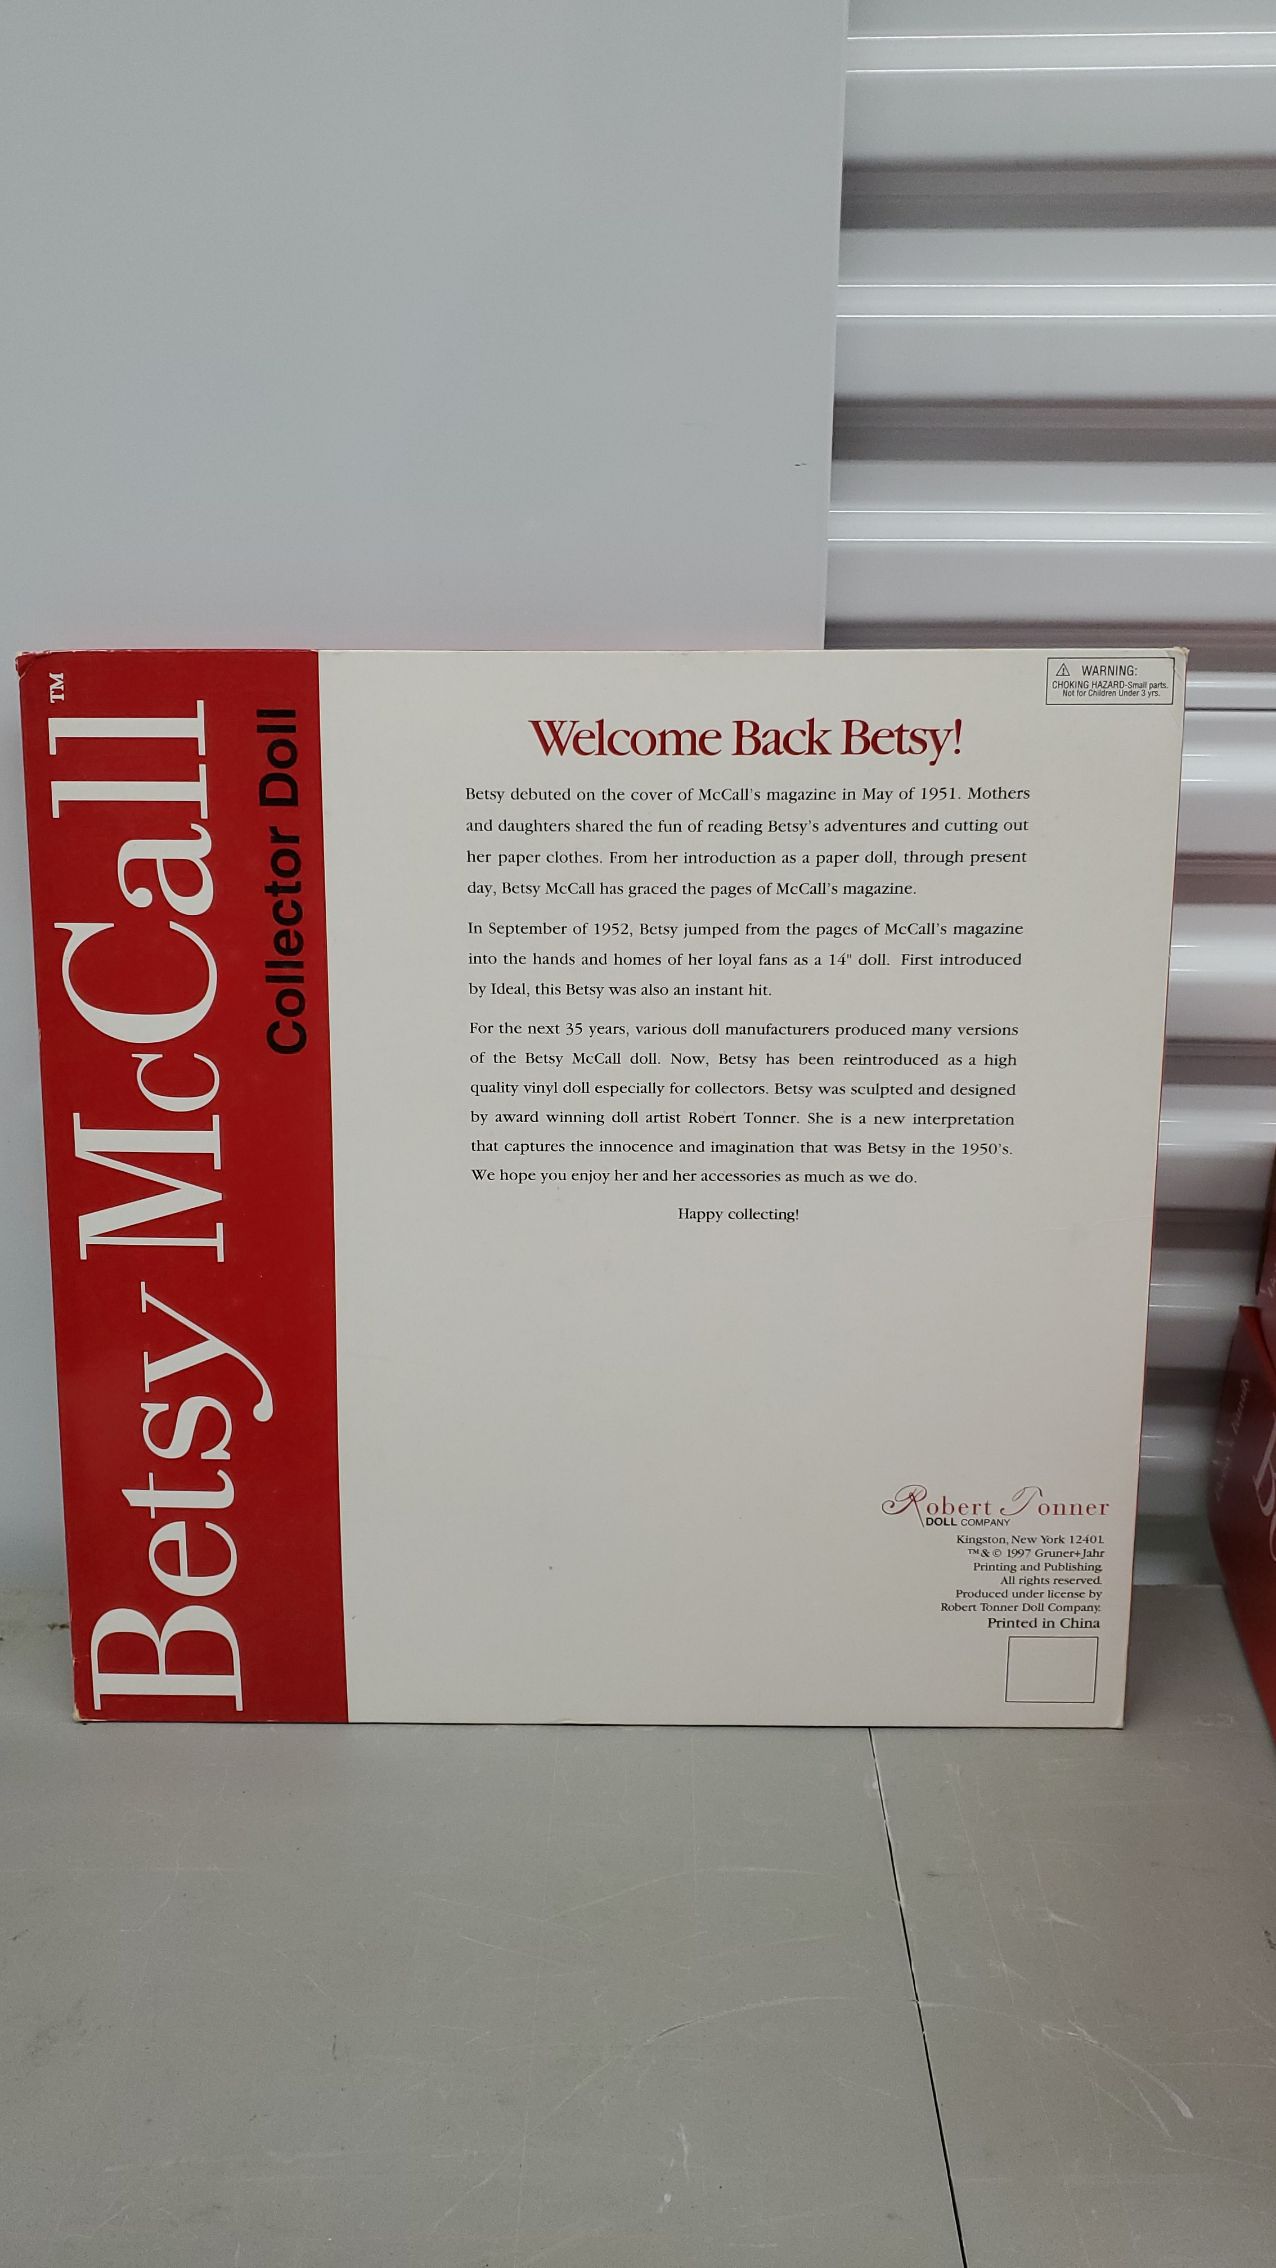 Betsy McCall™
Collector Doll
⚠ WARNING:
CHOKING HAZARD-Small parts.
Not for Children Under 3 yrs.
Welcome Back Betsy!
Betsy debuted on the cover of McCall's magazine in May of 1951. Mothers
and daughters shared the fun of reading Betsy's adventures and cutting out
her paper clothes. From her introduction as a paper doll, through present
day, Betsy McCall has graced the pages of McCall's magazine.
In September of 1952, Betsy jumped from the pages of McCall's magazine
into the hands and homes of her loyal fans as a 14" doll. First introduced
by Ideal, this Betsy was also an instant hit.
For the next 35 years, various doll manufacturers produced many versions
of the Betsy McCall doll. Now, Betsy has been reintroduced as a high
quality vinyl doll especially for collectors. Betsy was sculpted and designed
by award winning doll artist Robert Tonner. She is a new interpretation
that captures the innocence and imagination that was Betsy in the 1950's.
We hope you enjoy her and her accessories as much as we do.
Happy collecting!
Robert Tonner
DOLL COMPANY
Kingston, New York 12401
™ & © 1997 Gruner+Jahr
Printing and Publishing.
All rights reserved.
Produced under license by
Robert Tonner Doll Company.
Printed in China